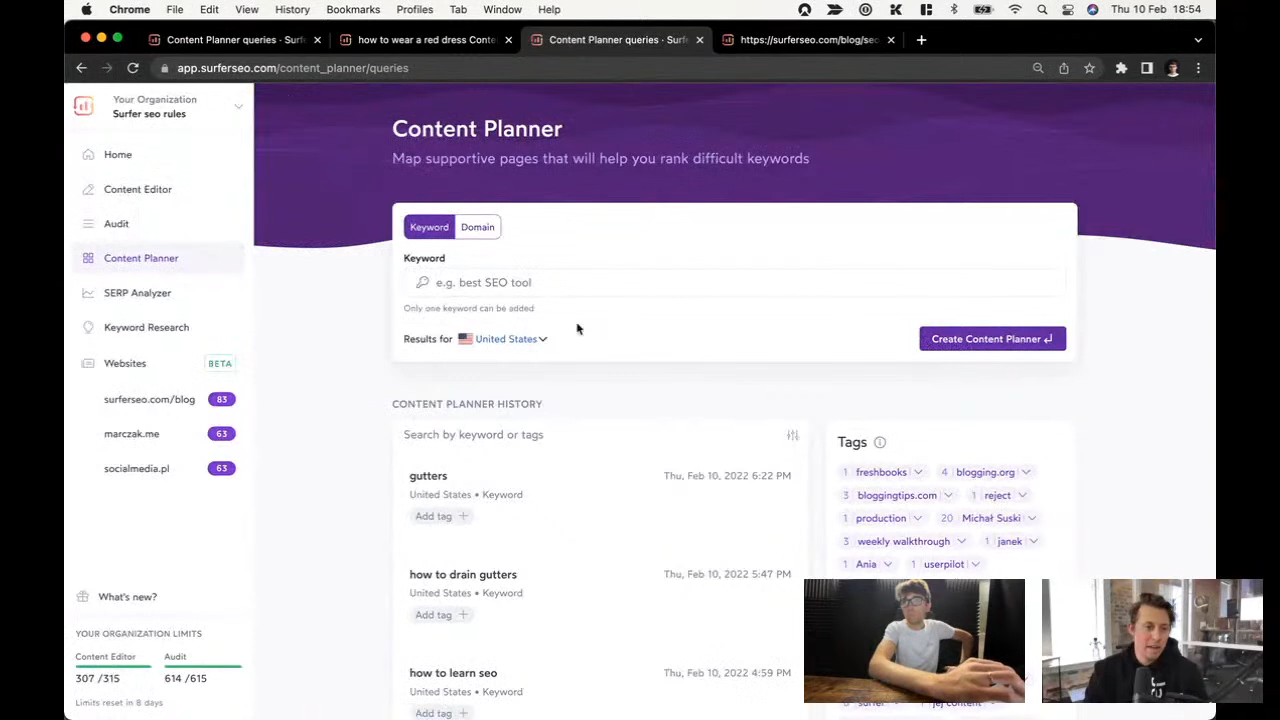 Chrome File Edit View History Bookmarks Profiles Tab Window Help Thu 10 Feb 18:54
Content Planner queries - Surfe × how to wear a red dress Conte × Content Planner queries - Surfe × https://surferseo.com/blog/seo × +
app.surferseo.com/content_planner/queries
Your Organization
Surfer seo rules
Home
Content Editor
Audit
Content Planner
SERP Analyzer
Keyword Research
Websites BETA
surferseo.com/blog 83
marczak.me 63
socialmedia.pl 63
What's new?
YOUR ORGANIZATION LIMITS
Content Editor Audit
307 /315 614 /615
Limits reset in 8 days
Content Planner
Map supportive pages that will help you rank difficult keywords
Keyword Domain
Keyword
e.g. best SEO tool
Only one keyword can be added
Results for United States
Create Content Planner
CONTENT PLANNER HISTORY
Search by keyword or tags
gutters Thu, Feb 10, 2022 6:22 PM
United States • Keyword
Add tag +
how to drain gutters Thu, Feb 10, 2022 5:47 PM
United States • Keyword
Add tag +
how to learn seo Thu, Feb 10, 2022 4:59 PM
United States • Keyword
Add tag +
Tags
1 freshbooks 4 blogging.org
3 bloggingtips.com 1 reject
1 production 20 Michał Suski
3 weekly walkthrough 1 janek
1 Ania 1 userpilot